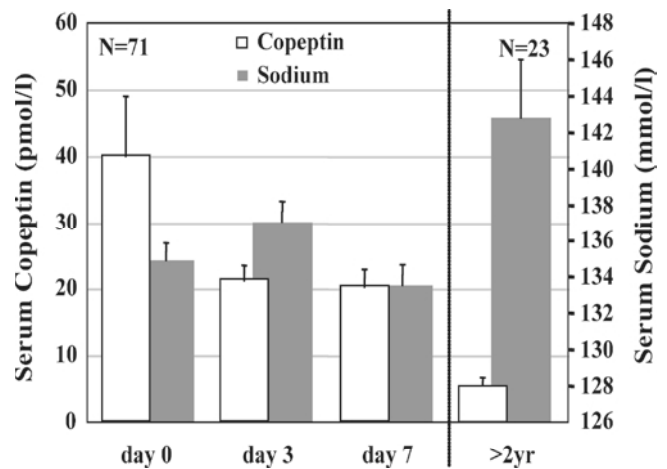 N=71
Copeptin
Sodium
N=23
Serum Copeptin (pmol/l)
60
50
40
30
20
10
0
148
146
144
142
140
138
136
134
132
130
128
126
Serum Sodium (mmol/l)
day 0 day 3 day 7 >2yr